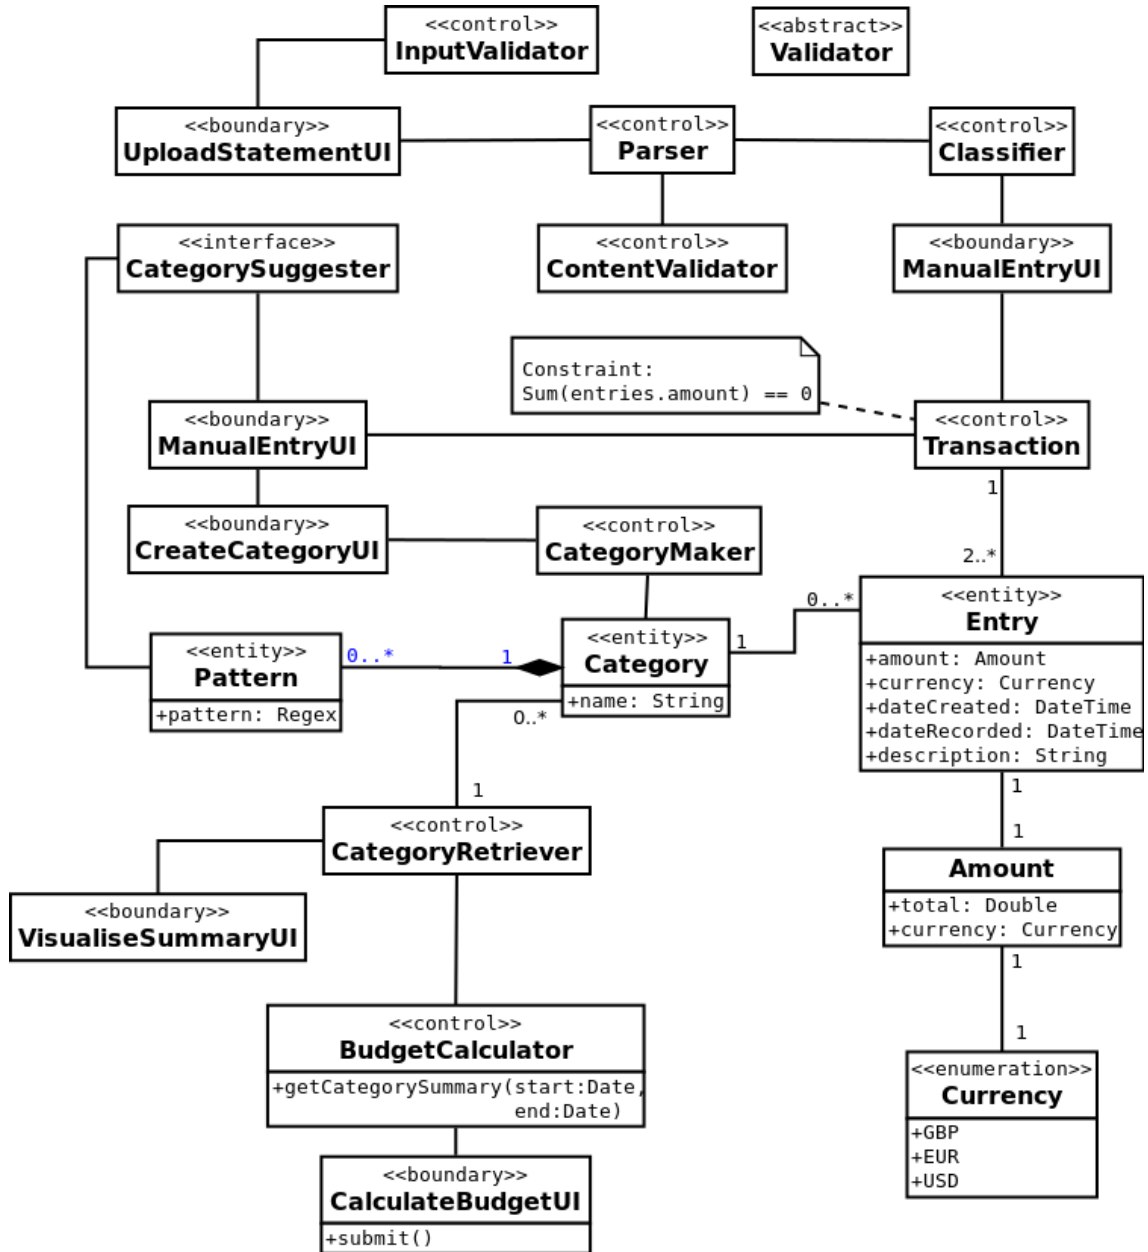 <<control>>
InputValidator
<<abstract>>
Validator
<<boundary>>
UploadStatementUI
<<control>>
Parser
<<control>>
Classifier
<<interface>>
CategorySuggester
<<control>>
ContentValidator
<<boundary>>
ManualEntryUI
Constraint:
Sum(entries.amount) == 0
<<boundary>>
ManualEntryUI
<<control>>
Transaction
1
2..*
<<boundary>>
CreateCategoryUI
<<control>>
CategoryMaker
<<entity>>
Entry
+amount: Amount
+currency: Currency
+dateCreated: DateTime
+dateRecorded: DateTime
+description: String
0..*
1
<<entity>>
Category
+name: String
<<entity>>
Pattern
+pattern: Regex
0..*
1
0..*
1
<<control>>
CategoryRetriever
1
1
Amount
+total: Double
+currency: Currency
<<boundary>>
VisualiseSummaryUI
1
1
<<control>>
BudgetCalculator
+getCategorySummary(start:Date,
end:Date)
<<enumeration>>
Currency
+GBP
+EUR
+USD
<<boundary>>
CalculateBudgetUI
+submit()